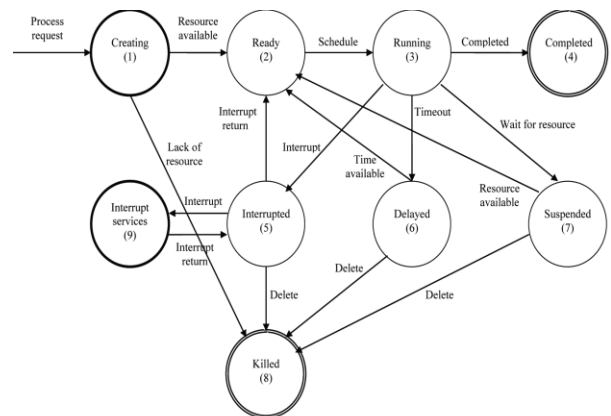 Process
request
Creating
(1)
Resource
available
Ready
(2)
Schedule
Running
(3)
Completed
Completed
(4)
Lack of
resource
Interrupt
return
Interrupt
Timeout
Time
available
Wait for resource
Resource
available
Interrupt
services
(9)
Interrupt
Interrupt
return
Interrupted
(5)
Delayed
(6)
Suspended
(7)
Delete
Delete
Delete
Killed
(8)